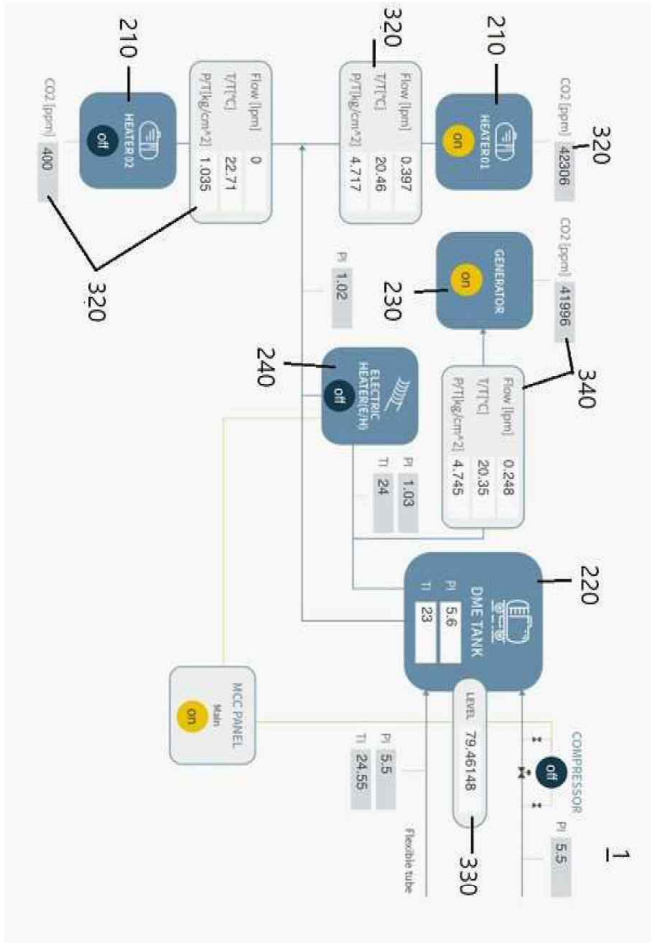 210
CO2 [ppm]
400
HEATER 02
off
Flow [lpm] 0
T/T[°C] 22.71
P/T[kg/cm^2] 1.035
320
320
Flow [lpm] 0.397
T/T[°C] 20.46
P/T[kg/cm^2] 4.717
210
HEATER 01
on
CO2 [ppm]
42306
320
CO2 [ppm]
41996
GENERATOR
on
230
340
Flow [lpm] 0.248
T/T[°C] 20.35
P/T[kg/cm^2] 4.745
PI 1.02
240
ELECTRIC
HEATER(E/H)
off
PI 1.03
TI 24
220
DME TANK
PI 5.6
TI 23
LEVEL 79.46148
330
MCC PANEL
Main
on
COMPRESSOR
off
PI 5.5
PI 5.5
TI 24.55
Flexible tube
1